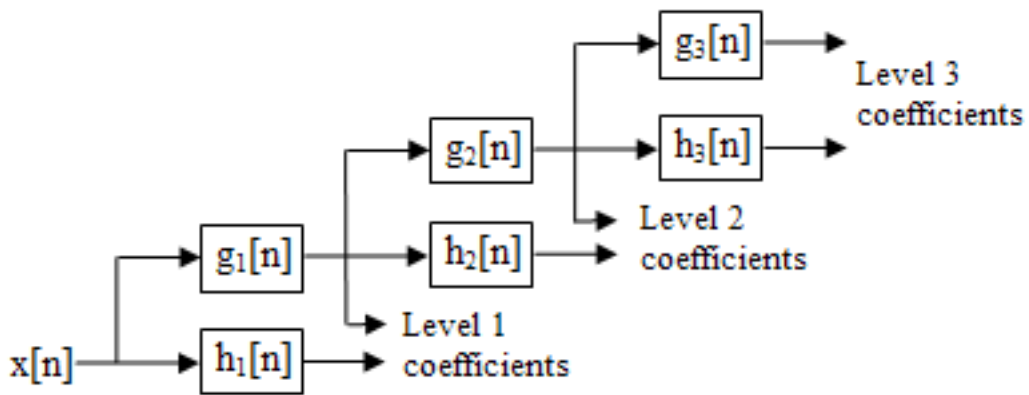 g₃[n]
Level 3
coefficients
g₂[n]
h₃[n]
Level 2
coefficients
g₁[n]
h₂[n]
Level 1
coefficients
x[n]
h₁[n]